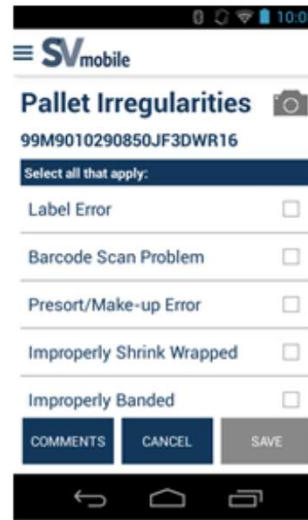 10:0
SVmobile
Pallet Irregularities
99M9010290850JF3DWR16
Select all that apply:
Label Error
Barcode Scan Problem
Presort/Make-up Error
Improperly Shrink Wrapped
Improperly Banded
COMMENTS CANCEL SAVE